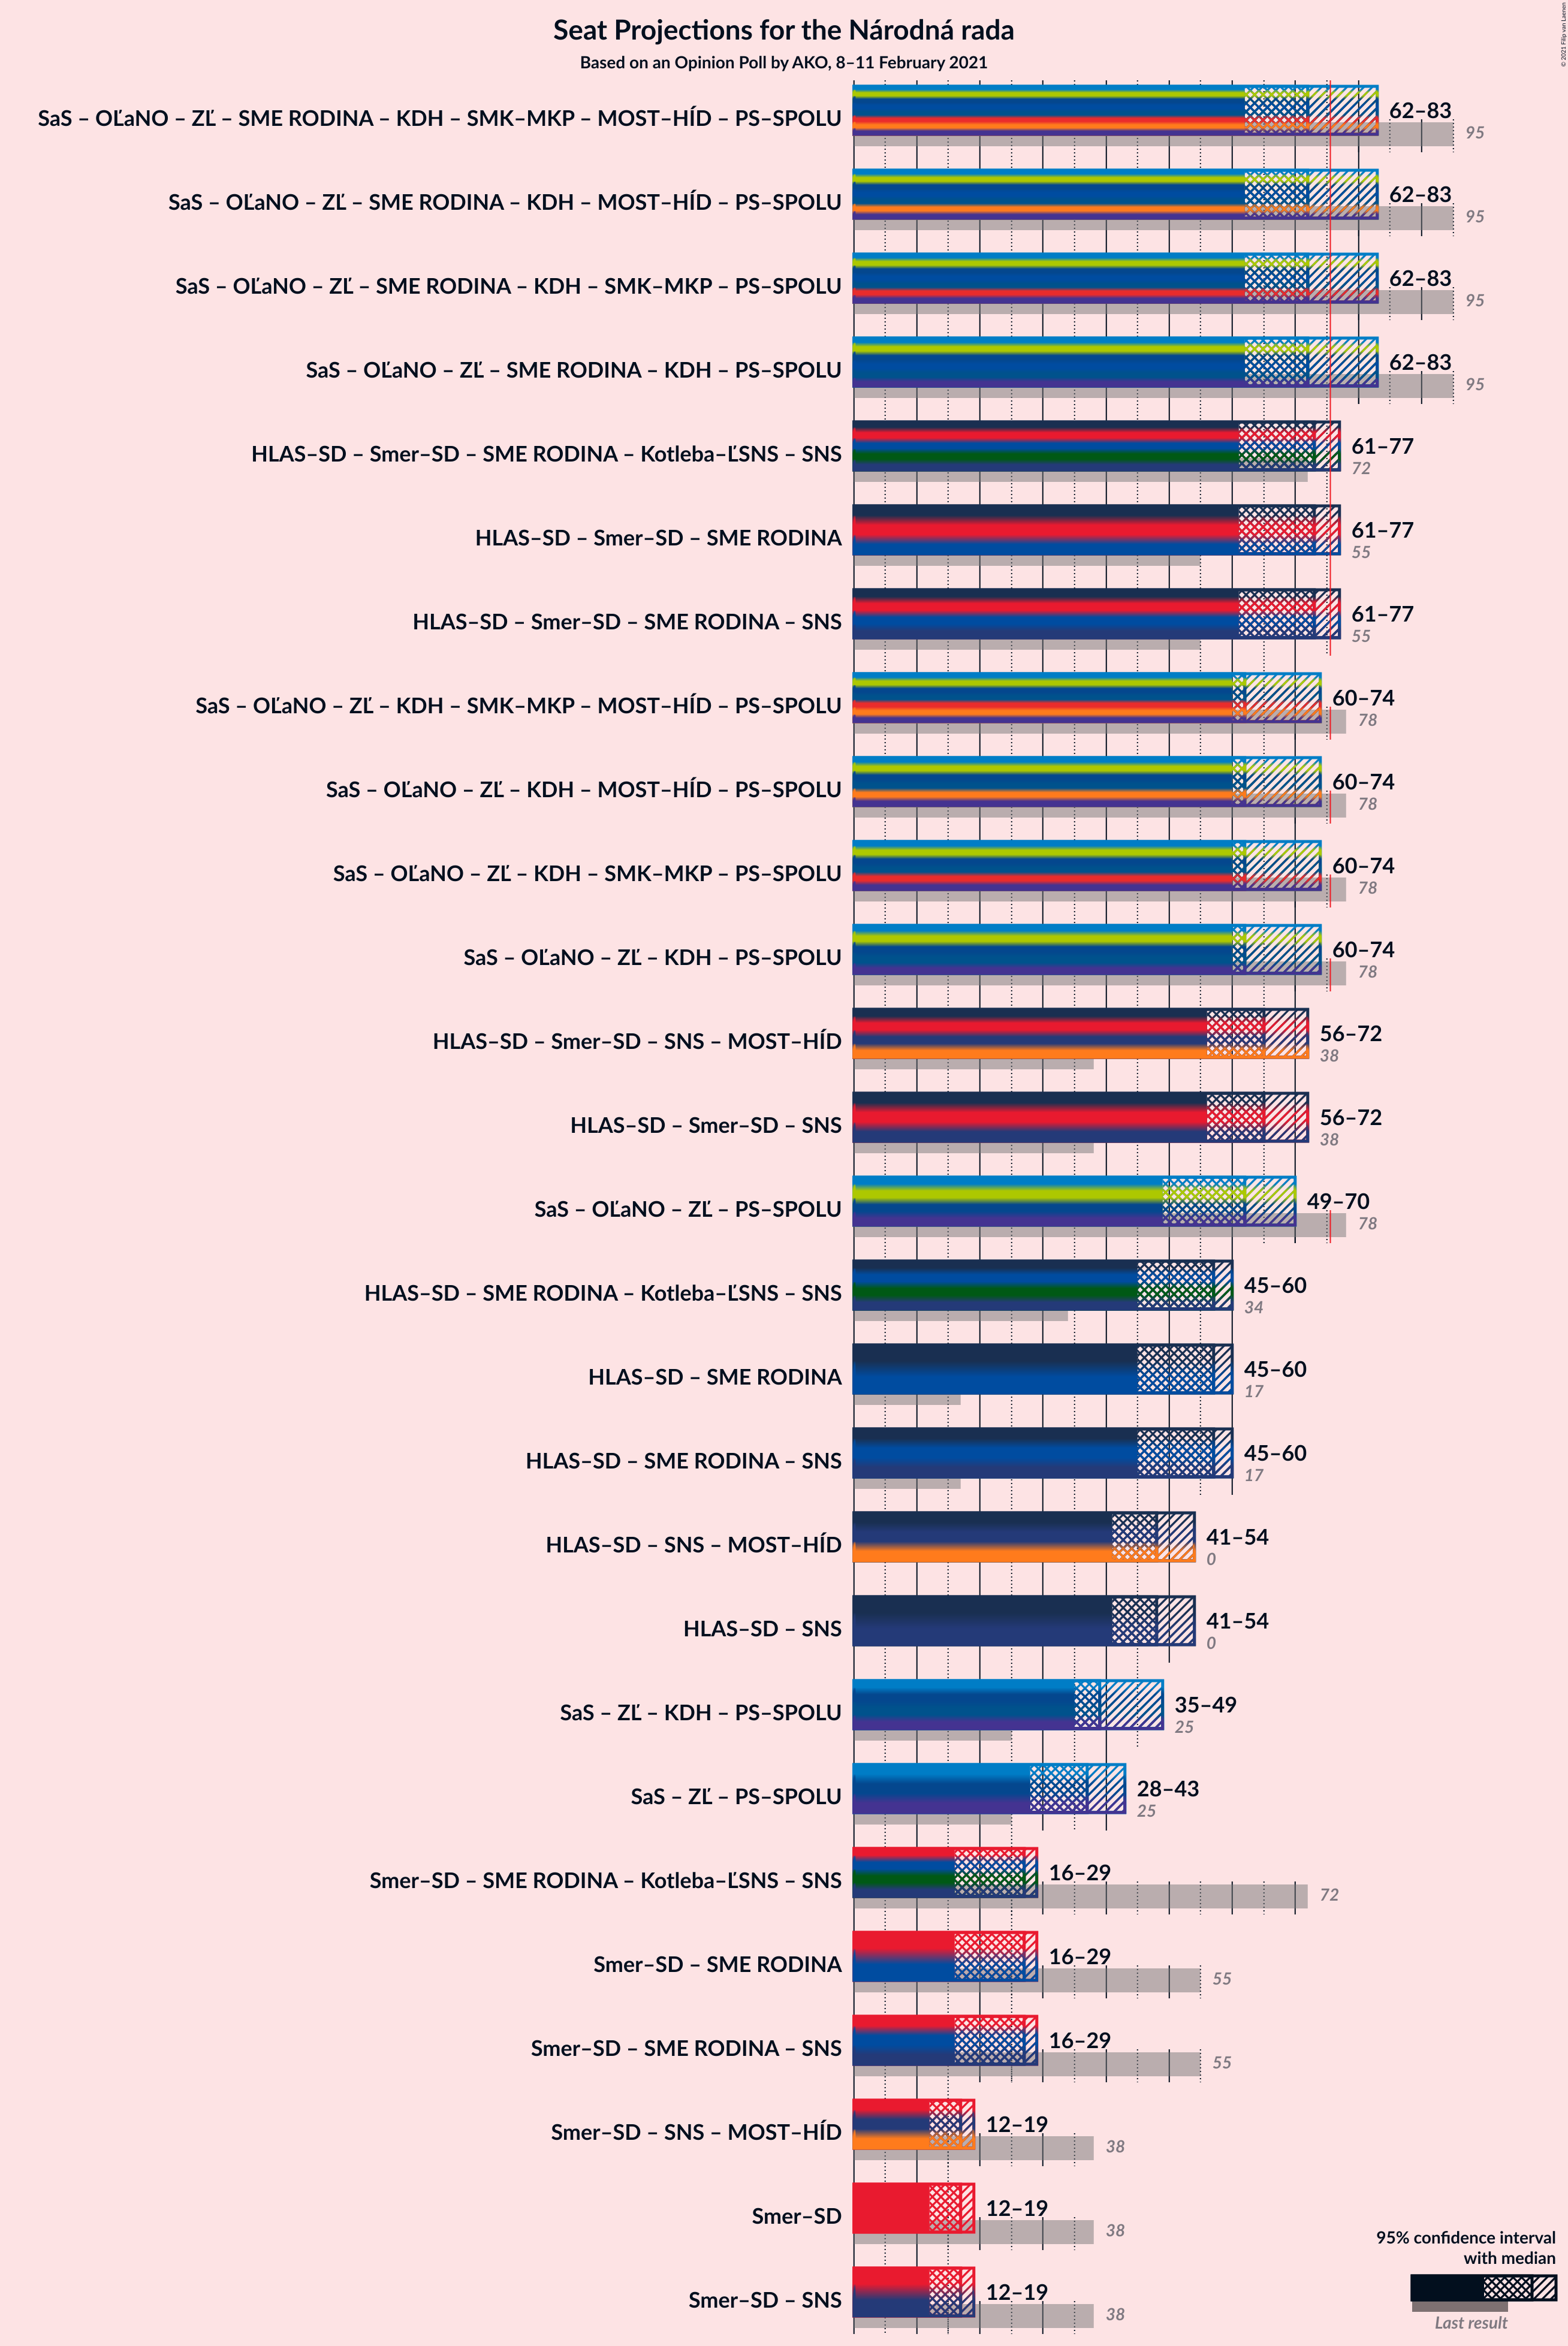 Seat Projections for the Národná rada
Based on an Opinion Poll by AKO, 8–11 February 2021
© 2021 Filip van Laenen
SaS – OĽaNO – ZĽ – SME RODINA – KDH – SMK–MKP – MOST–HÍD – PS–SPOLU
62–83
95
SaS – OĽaNO – ZĽ – SME RODINA – KDH – MOST–HÍD – PS–SPOLU
62–83
95
SaS – OĽaNO – ZĽ – SME RODINA – KDH – SMK–MKP – PS–SPOLU
62–83
95
SaS – OĽaNO – ZĽ – SME RODINA – KDH – PS–SPOLU
62–83
95
HLAS–SD – Smer–SD – SME RODINA – Kotleba–ĽSNS – SNS
61–77
72
HLAS–SD – Smer–SD – SME RODINA
61–77
55
HLAS–SD – Smer–SD – SME RODINA – SNS
61–77
55
SaS – OĽaNO – ZĽ – KDH – SMK–MKP – MOST–HÍD – PS–SPOLU
60–74
78
SaS – OĽaNO – ZĽ – KDH – MOST–HÍD – PS–SPOLU
60–74
78
SaS – OĽaNO – ZĽ – KDH – SMK–MKP – PS–SPOLU
60–74
78
SaS – OĽaNO – ZĽ – KDH – PS–SPOLU
60–74
78
HLAS–SD – Smer–SD – SNS – MOST–HÍD
56–72
38
HLAS–SD – Smer–SD – SNS
56–72
38
SaS – OĽaNO – ZĽ – PS–SPOLU
49–70
78
HLAS–SD – SME RODINA – Kotleba–ĽSNS – SNS
45–60
34
HLAS–SD – SME RODINA
45–60
17
HLAS–SD – SME RODINA – SNS
45–60
17
HLAS–SD – SNS – MOST–HÍD
41–54
0
HLAS–SD – SNS
41–54
0
SaS – ZĽ – KDH – PS–SPOLU
35–49
25
SaS – ZĽ – PS–SPOLU
28–43
25
Smer–SD – SME RODINA – Kotleba–ĽSNS – SNS
16–29
72
Smer–SD – SME RODINA
16–29
55
Smer–SD – SME RODINA – SNS
16–29
55
Smer–SD – SNS – MOST–HÍD
12–19
38
Smer–SD
12–19
38
Smer–SD – SNS
12–19
38
95% confidence interval
with median
Last result